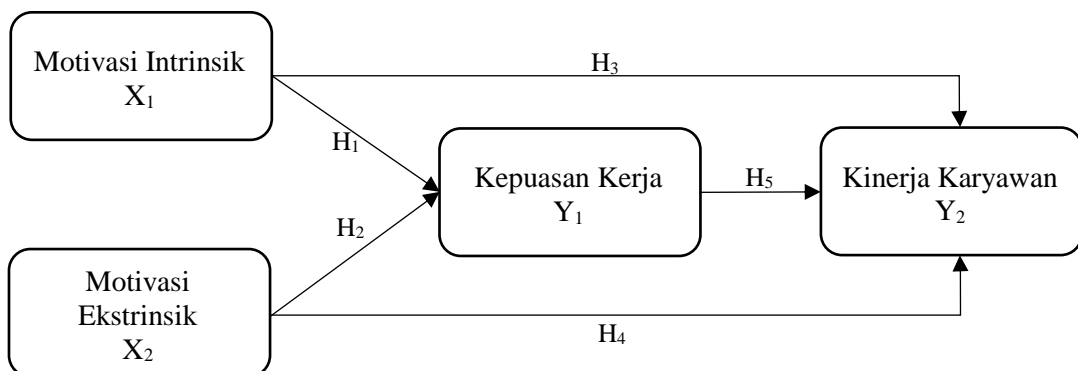 Motivasi Intrinsik
X₁
H₃
H₁
Kepuasan Kerja
Y₁
H₅
Kinerja Karyawan
Y₂
H₂
Motivasi
Ekstrinsik
X₂
H₄